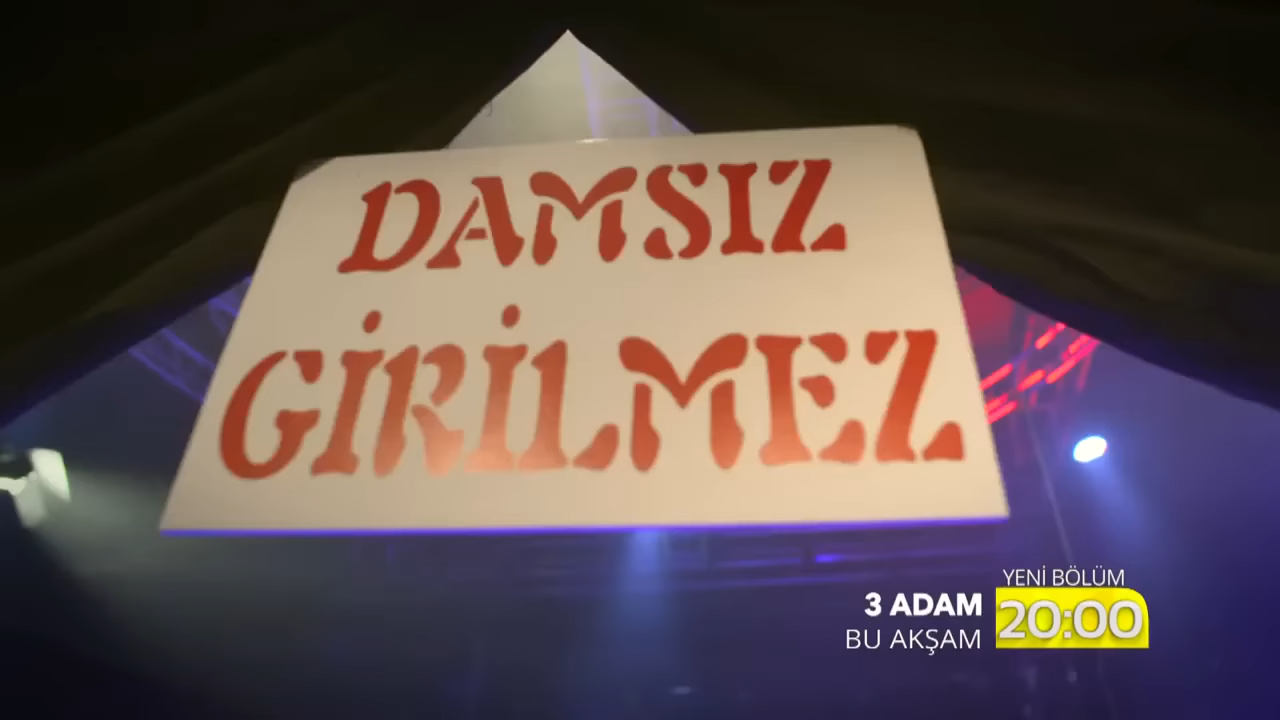 DAMSIZ
GİRİLMEZ
YENİ BÖLÜM
3 ADAM
20:00
BU AKŞAM